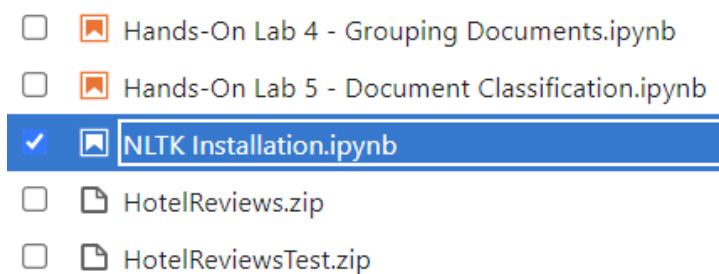 Hands-On Lab 4 - Grouping Documents.ipynb
Hands-On Lab 5 - Document Classification.ipynb
NLTK Installation.ipynb
HotelReviews.zip
HotelReviewsTest.zip